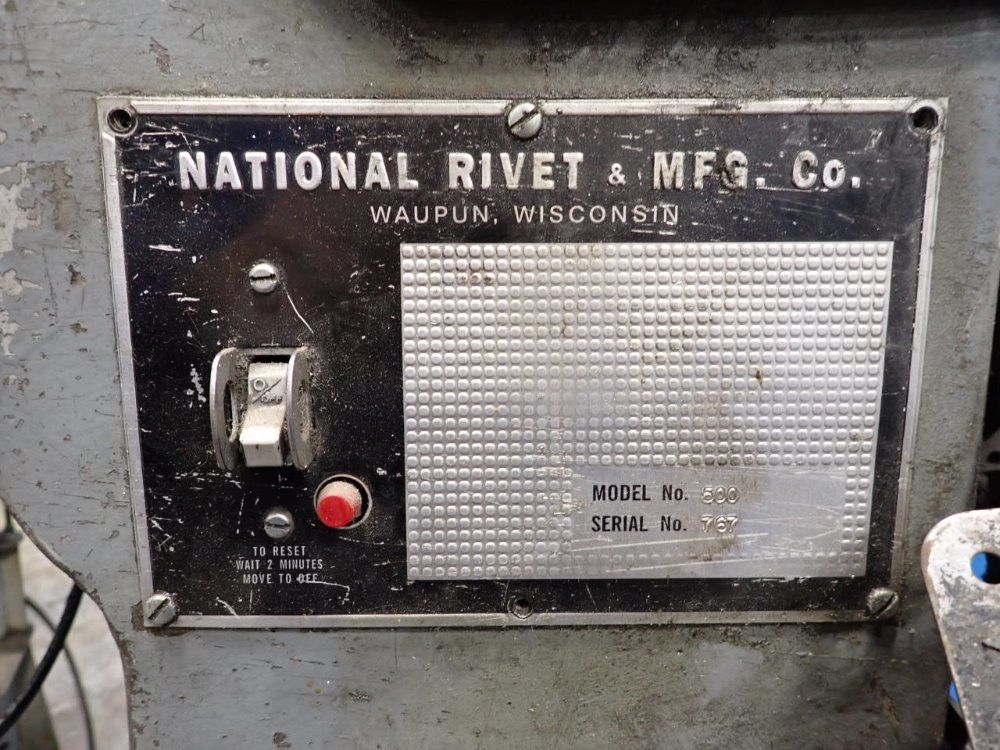 NATIONAL RIVET & MFG. Co.
WAUPUN, WISCONSIN
OFF
MODEL No. 500
SERIAL No. 767
TO RESET
WAIT 2 MINUTES
MOVE TO OFF